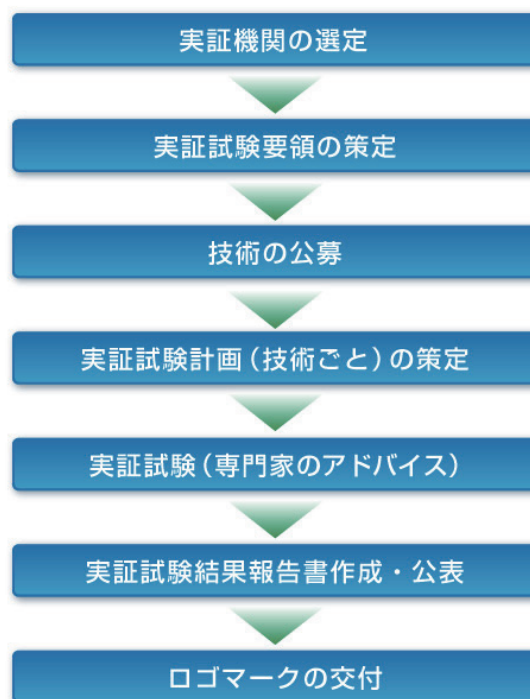 実証機関の選定
実証試験要領の策定
技術の公募
実証試験計画（技術ごと）の策定
実証試験（専門家のアドバイス）
実証試験結果報告書作成・公表
ロゴマークの交付